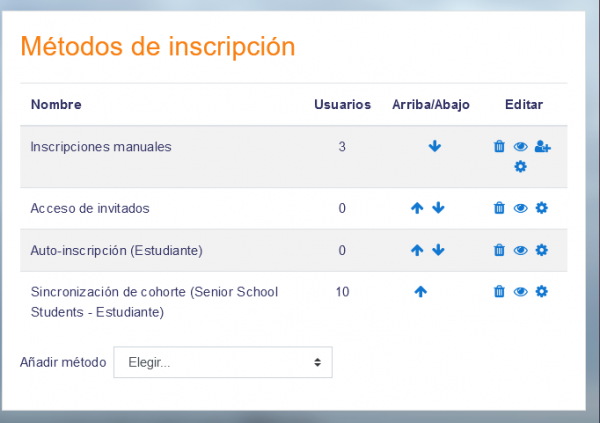 Métodos de inscripción
Nombre Usuarios Arriba/Abajo Editar
Inscripciones manuales 3
Acceso de invitados 0
Auto-inscripción (Estudiante) 0
Sincronización de cohorte (Senior School 10
Students - Estudiante)
Añadir método Elegir...